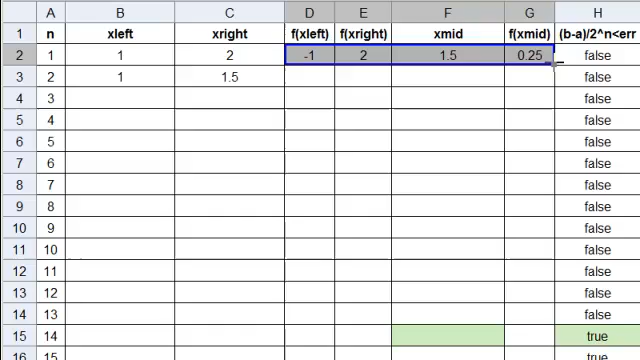 A B C D E F G H
1 n xleft xright f(xleft) f(xright) xmid f(xmid) (b-a)/2^n<err
2 1 1 2 -1 2 1.5 0.25 false
3 2 1 1.5 false
4 3 false
5 4 false
6 5 false
7 6 false
8 7 false
9 8 false
10 9 false
11 10 false
12 11 false
13 12 false
14 13 false
15 14 true
16 15 true